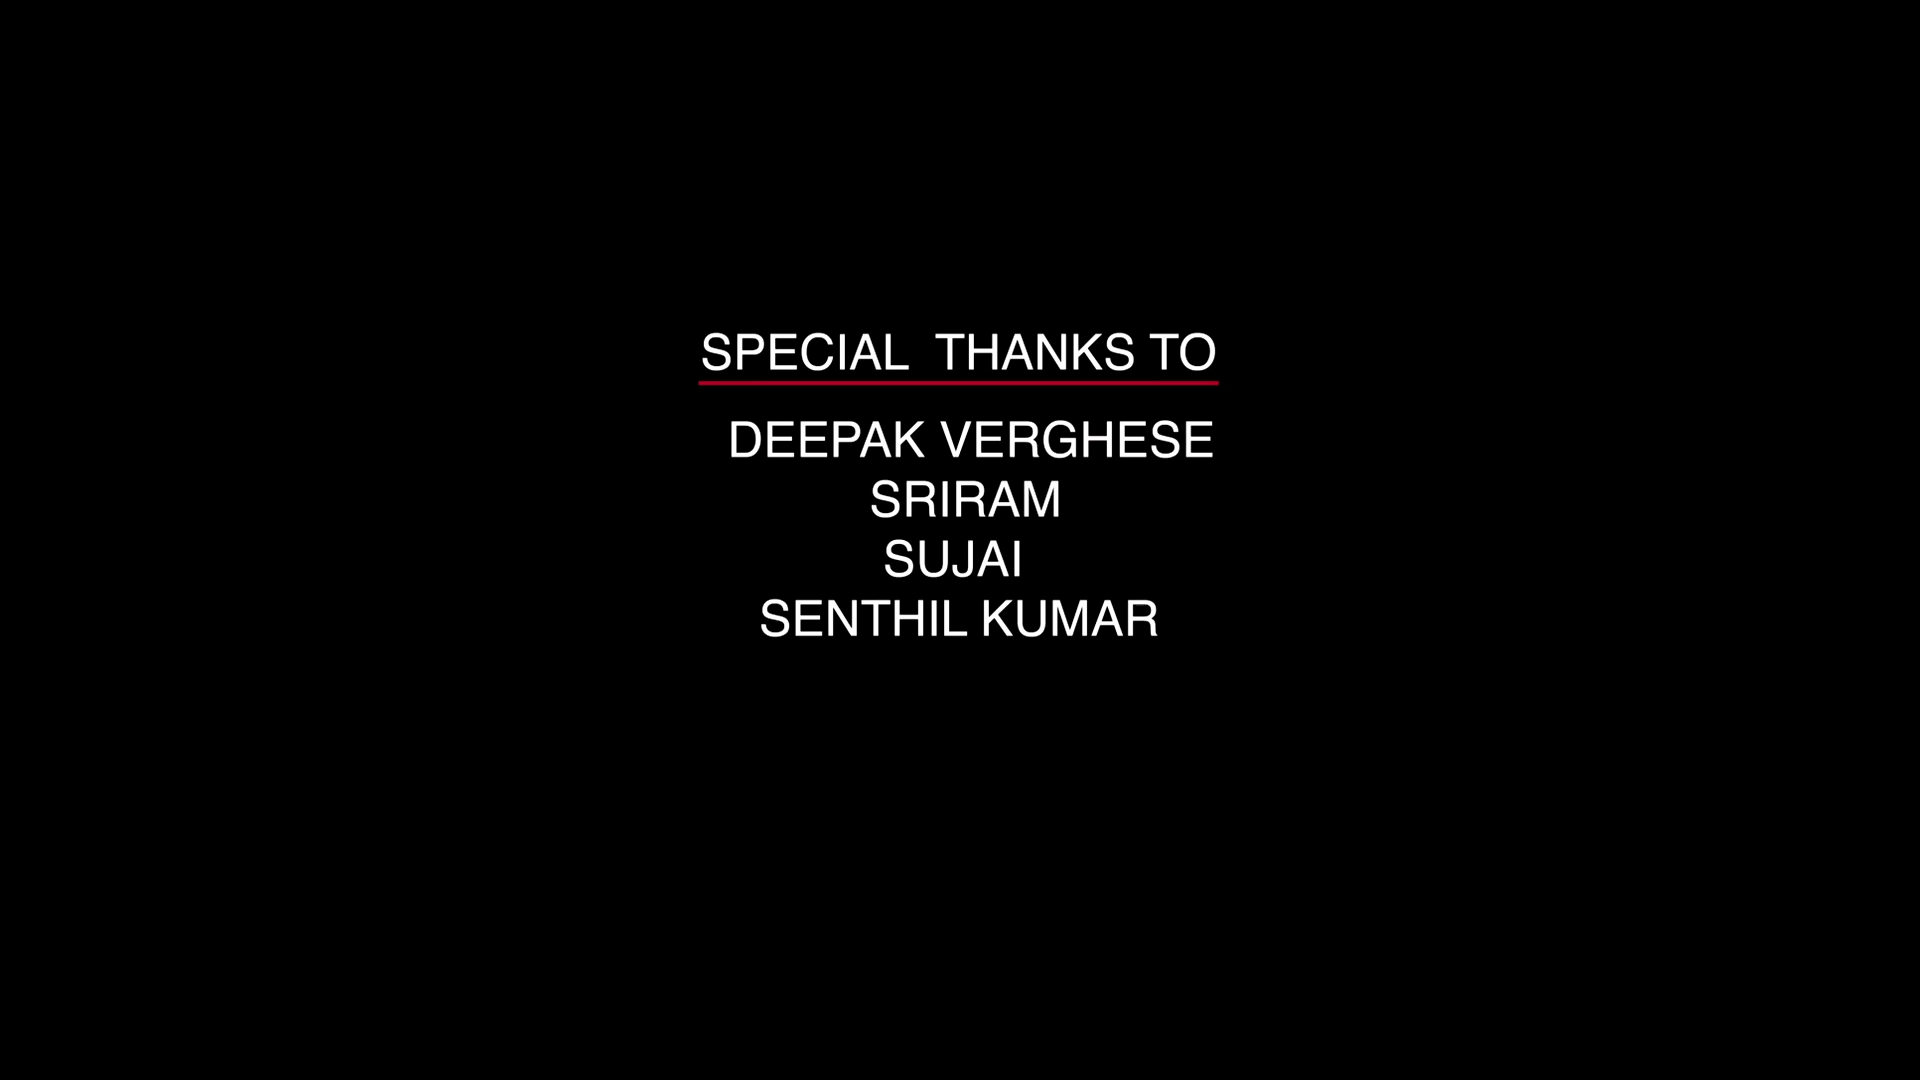 SPECIAL  THANKS TO
DEEPAK VERGHESE
SRIRAM
SUJAI
SENTHIL KUMAR